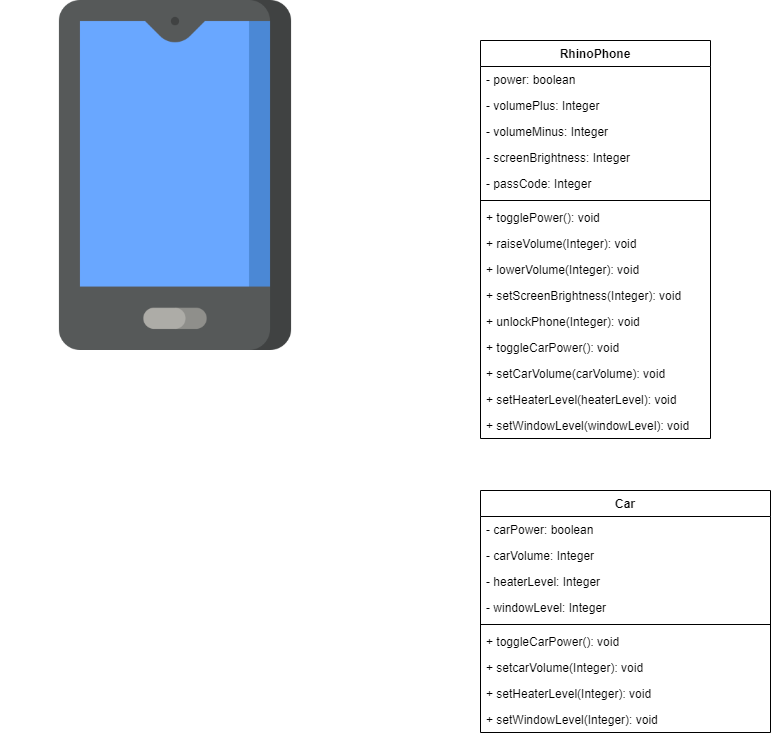 RhinoPhone
- power: boolean
- volumePlus: Integer
- volumeMinus: Integer
- screenBrightness: Integer
- passCode: Integer
+ togglePower(): void
+ raiseVolume(Integer): void
+ lowerVolume(Integer): void
+ setScreenBrightness(Integer): void
+ unlockPhone(Integer): void
+ toggleCarPower(): void
+ setCarVolume(carVolume): void
+ setHeaterLevel(heaterLevel): void
+ setWindowLevel(windowLevel): void
Car
- carPower: boolean
- carVolume: Integer
- heaterLevel: Integer
- windowLevel: Integer
+ toggleCarPower(): void
+ setcarVolume(Integer): void
+ setHeaterLevel(Integer): void
+ setWindowLevel(Integer): void